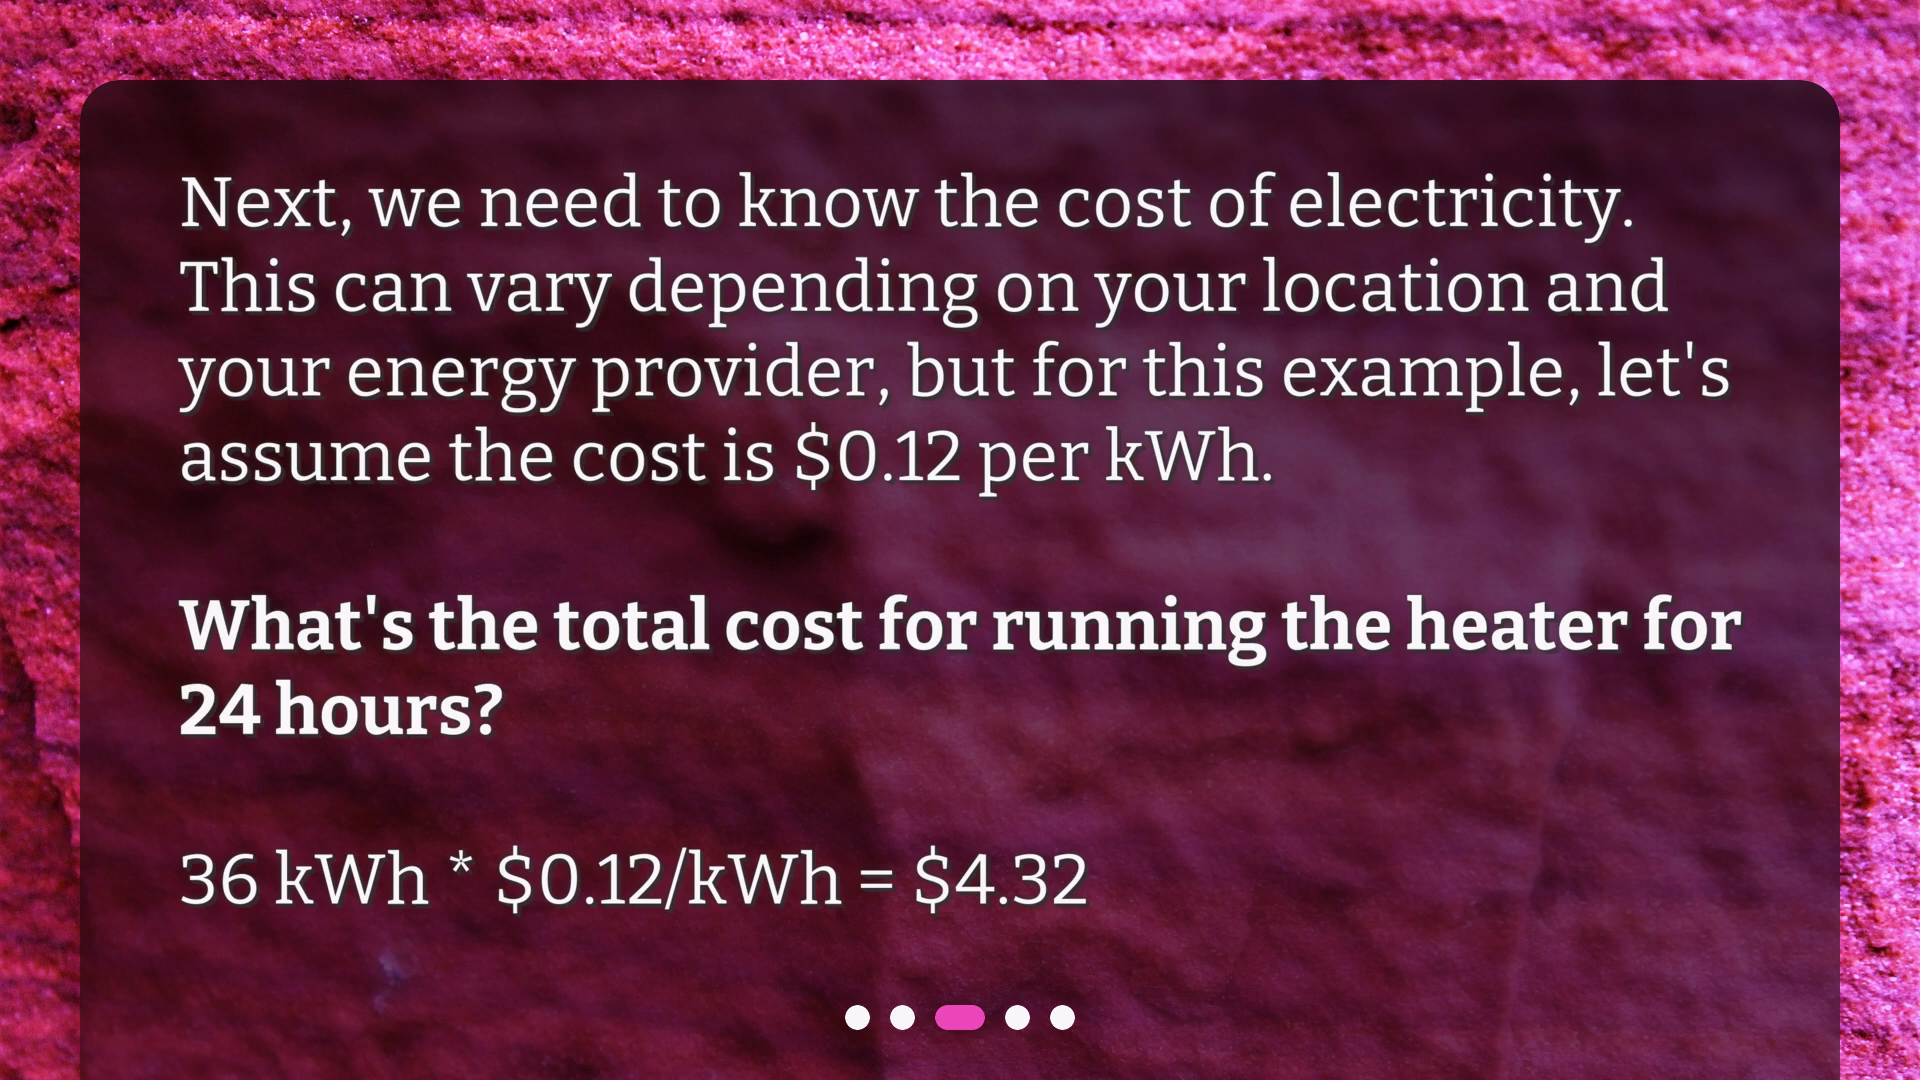 Next, we need to know the cost of electricity.
This can vary depending on your location and
your energy provider, but for this example, let's
assume the cost is $0.12 per kWh.
What's the total cost for running the heater for
24 hours?
36 kWh * $0.12/kWh = $4.32